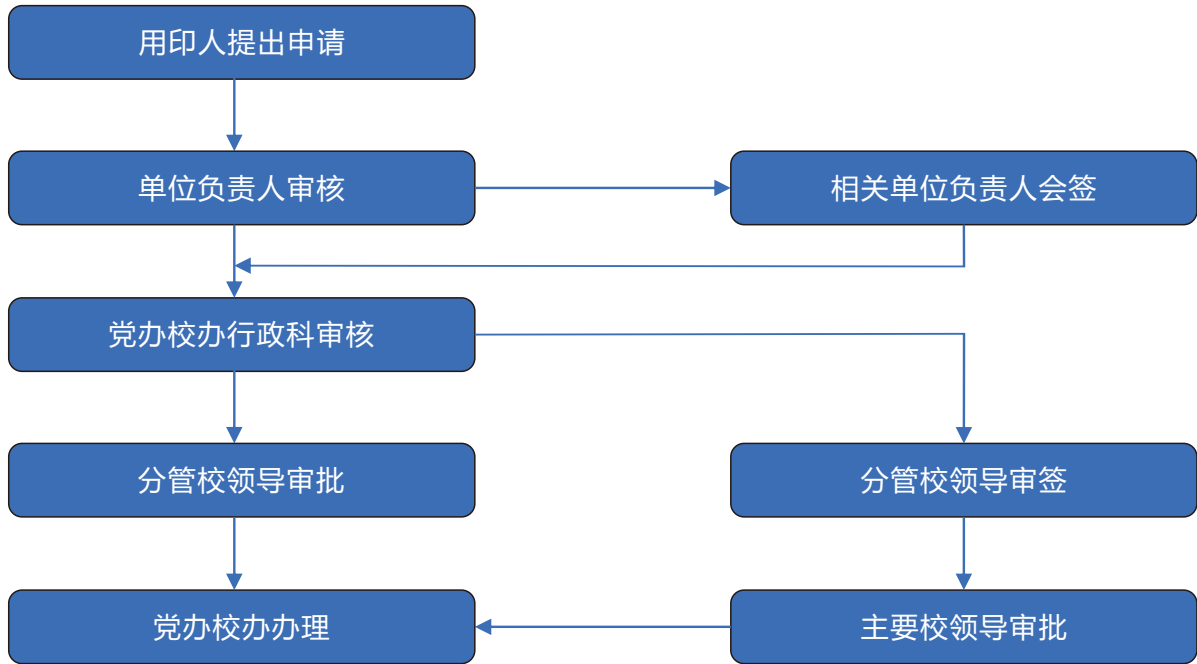 用印人提出申请
单位负责人审核
相关单位负责人会签
党办校办行政科审核
分管校领导审批
分管校领导审签
党办校办办理
主要校领导审批